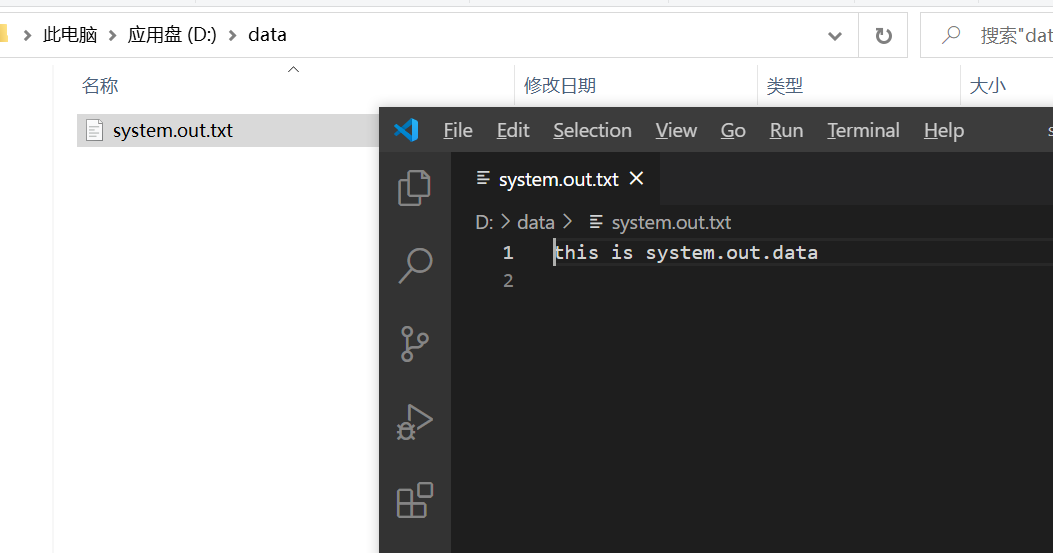 此电脑 应用盘 (D:) data 搜索"dat
名称 修改日期 类型 大小
system.out.txt
File Edit Selection View Go Run Terminal Help
system.out.txt
D: data system.out.txt
1 this is system.out.data
2